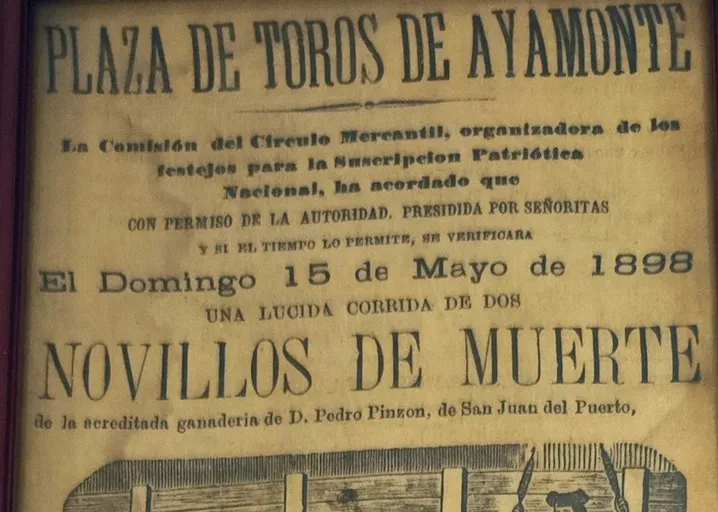 PLAZA DE TOROS DE AYAMONTE
La Comisión del Círculo Mercantil, organizadora de los
festejos para la Suscripcion Patriótica
Nacional, ha acordado que
CON PERMISO DE LA AUTORIDAD, PRESIDIDA POR SEÑORITAS
Y SI EL TIEMPO LO PERMITE, SE VERIFICARA
El Domingo 15 de Mayo de 1898
UNA LUCIDA CORRIDA DE DOS
NOVILLOS DE MUERTE
de la acreditada ganaderia de D. Pedro Pinzon, de San Juan del Puerto,